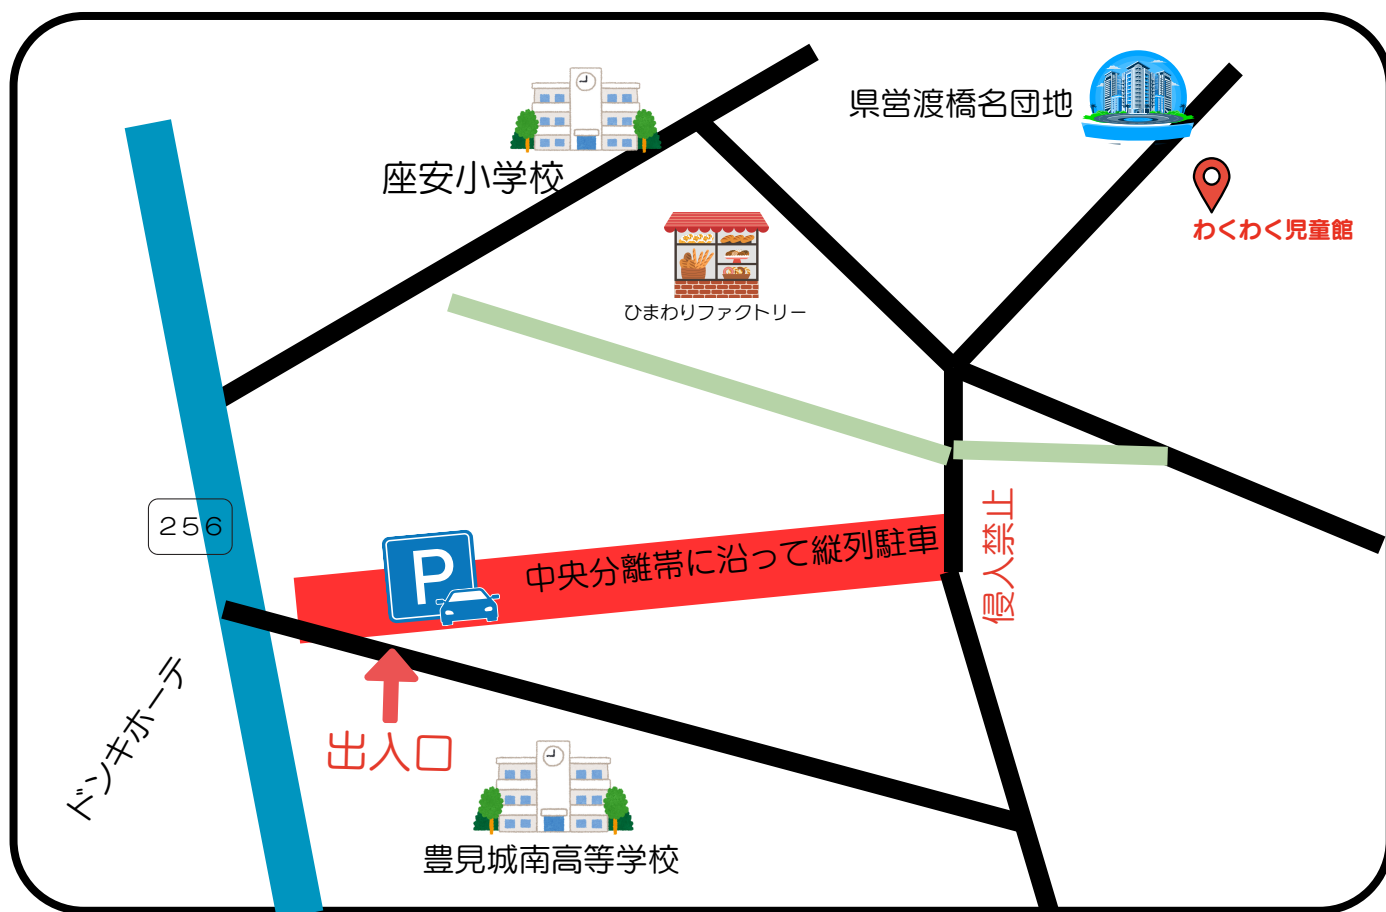 県営渡橋名団地
座安小学校
わくわく児童館
ひまわりファクトリー
256
P
中央分離帯に沿って縦列駐車
侵入禁止
ドンキホーテ
出入口
豊見城南高等学校